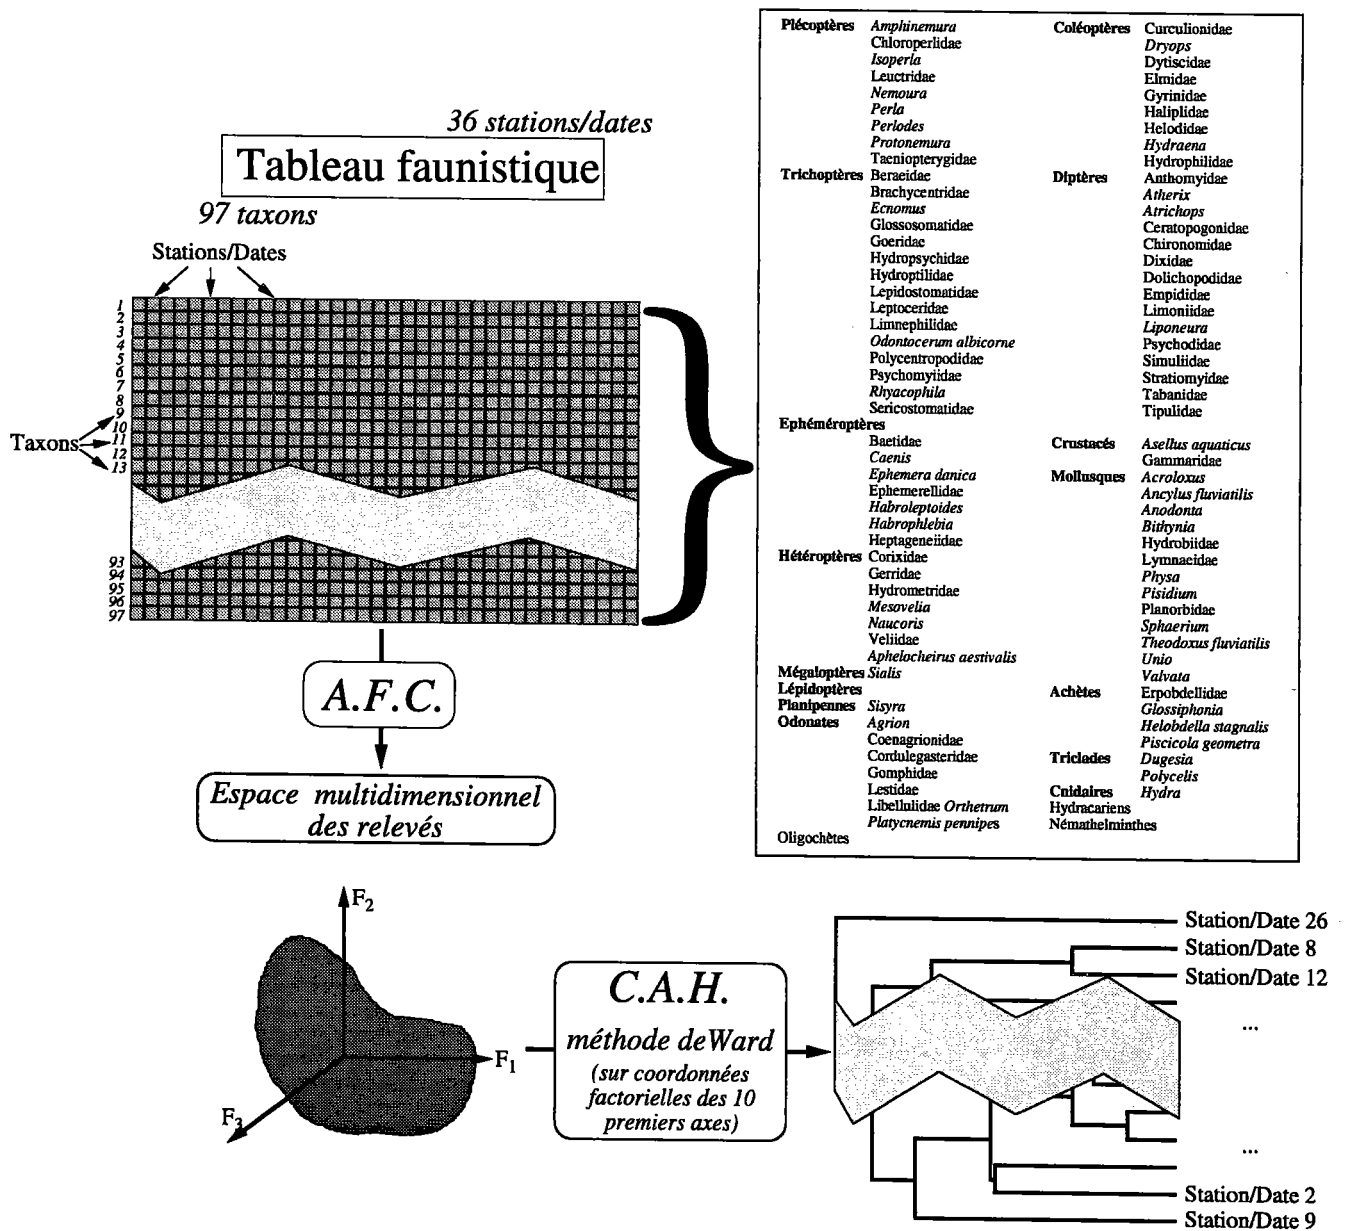 36 stations/dates
Tableau faunistique
97 taxons
Stations/Dates
1
2
3
4
5
6
7
8
9
10
11
12
13
Taxons
93
94
95
96
97
A.F.C.
Espace multidimensionnel
des relevés
F2
F1
F3
C.A.H.
méthode deWard
(sur coordonnées
factorielles des 10
premiers axes)
Plécoptères Amphinemura
Chloroperlidae
Isoperla
Leuctridae
Nemoura
Perla
Perlodes
Protonemura
Taeniopterygidae
Trichoptères Beraeidae
Brachycentridae
Ecnomus
Glossosomatidae
Goeridae
Hydropsychidae
Hydroptilidae
Lepidostomatidae
Leptoceridae
Limnephilidae
Odontocerum albicorne
Polycentropodidae
Psychomyiidae
Rhyacophila
Sericostomatidae
Ephéméroptères
Baetidae
Caenis
Ephemera danica
Ephemerellidae
Habroleptoides
Habrophlebia
Heptageneiidae
Hétéroptères Corixidae
Gerridae
Hydrometridae
Mesovelia
Naucoris
Veliidae
Aphelocheirus aestivalis
Mégaloptères Sialis
Lépidoptères
Planipennes Sisyra
Odonates Agrion
Coenagrionidae
Cordulegasteridae
Gomphidae
Lestidae
Libellulidae Orthetrum
Platycnemis pennipes
Oligochètes
Coléoptères Curculionidae
Dryops
Dytiscidae
Elmidae
Gyrinidae
Haliplidae
Helodidae
Hydraena
Hydrophilidae
Diptères Anthomyidae
Atherix
Atrichops
Ceratopogonidae
Chironomidae
Dixidae
Dolichopodidae
Empididae
Limoniidae
Liponeura
Psychodidae
Simuliidae
Stratiomyidae
Tabanidae
Tipulidae
Crustacés Asellus aquaticus
Gammaridae
Mollusques Acroloxus
Ancylus fluviatilis
Anodonta
Bithynia
Hydrobiidae
Lymnaeidae
Physa
Pisidium
Planorbidae
Sphaerium
Theodoxus fluviatilis
Unio
Valvata
Achètes Erpobdellidae
Glossiphonia
Helobdella stagnalis
Piscicola geometra
Triclades Dugesia
Polycelis
Cnidaires Hydra
Hydracariens
Némathelminthes
Station/Date 26
Station/Date 8
Station/Date 12
...
...
Station/Date 2
Station/Date 9